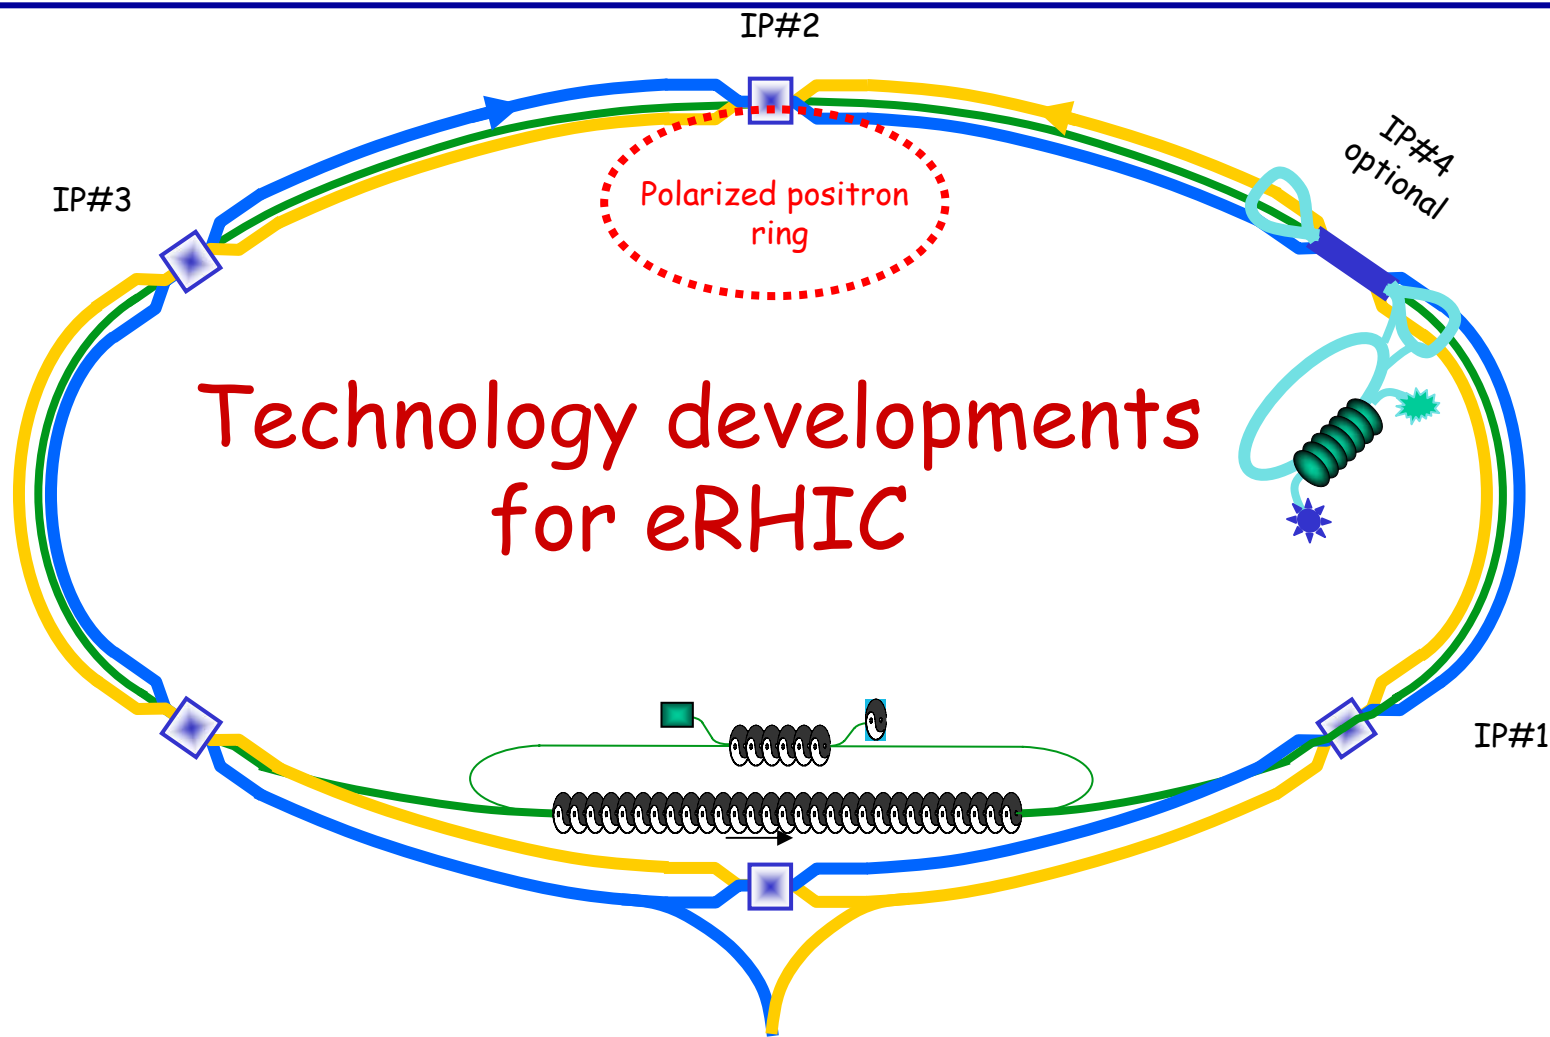 IP#2
IP#4
optional
IP#3
Polarized positron
ring
Technology developments
for eRHIC
IP#1